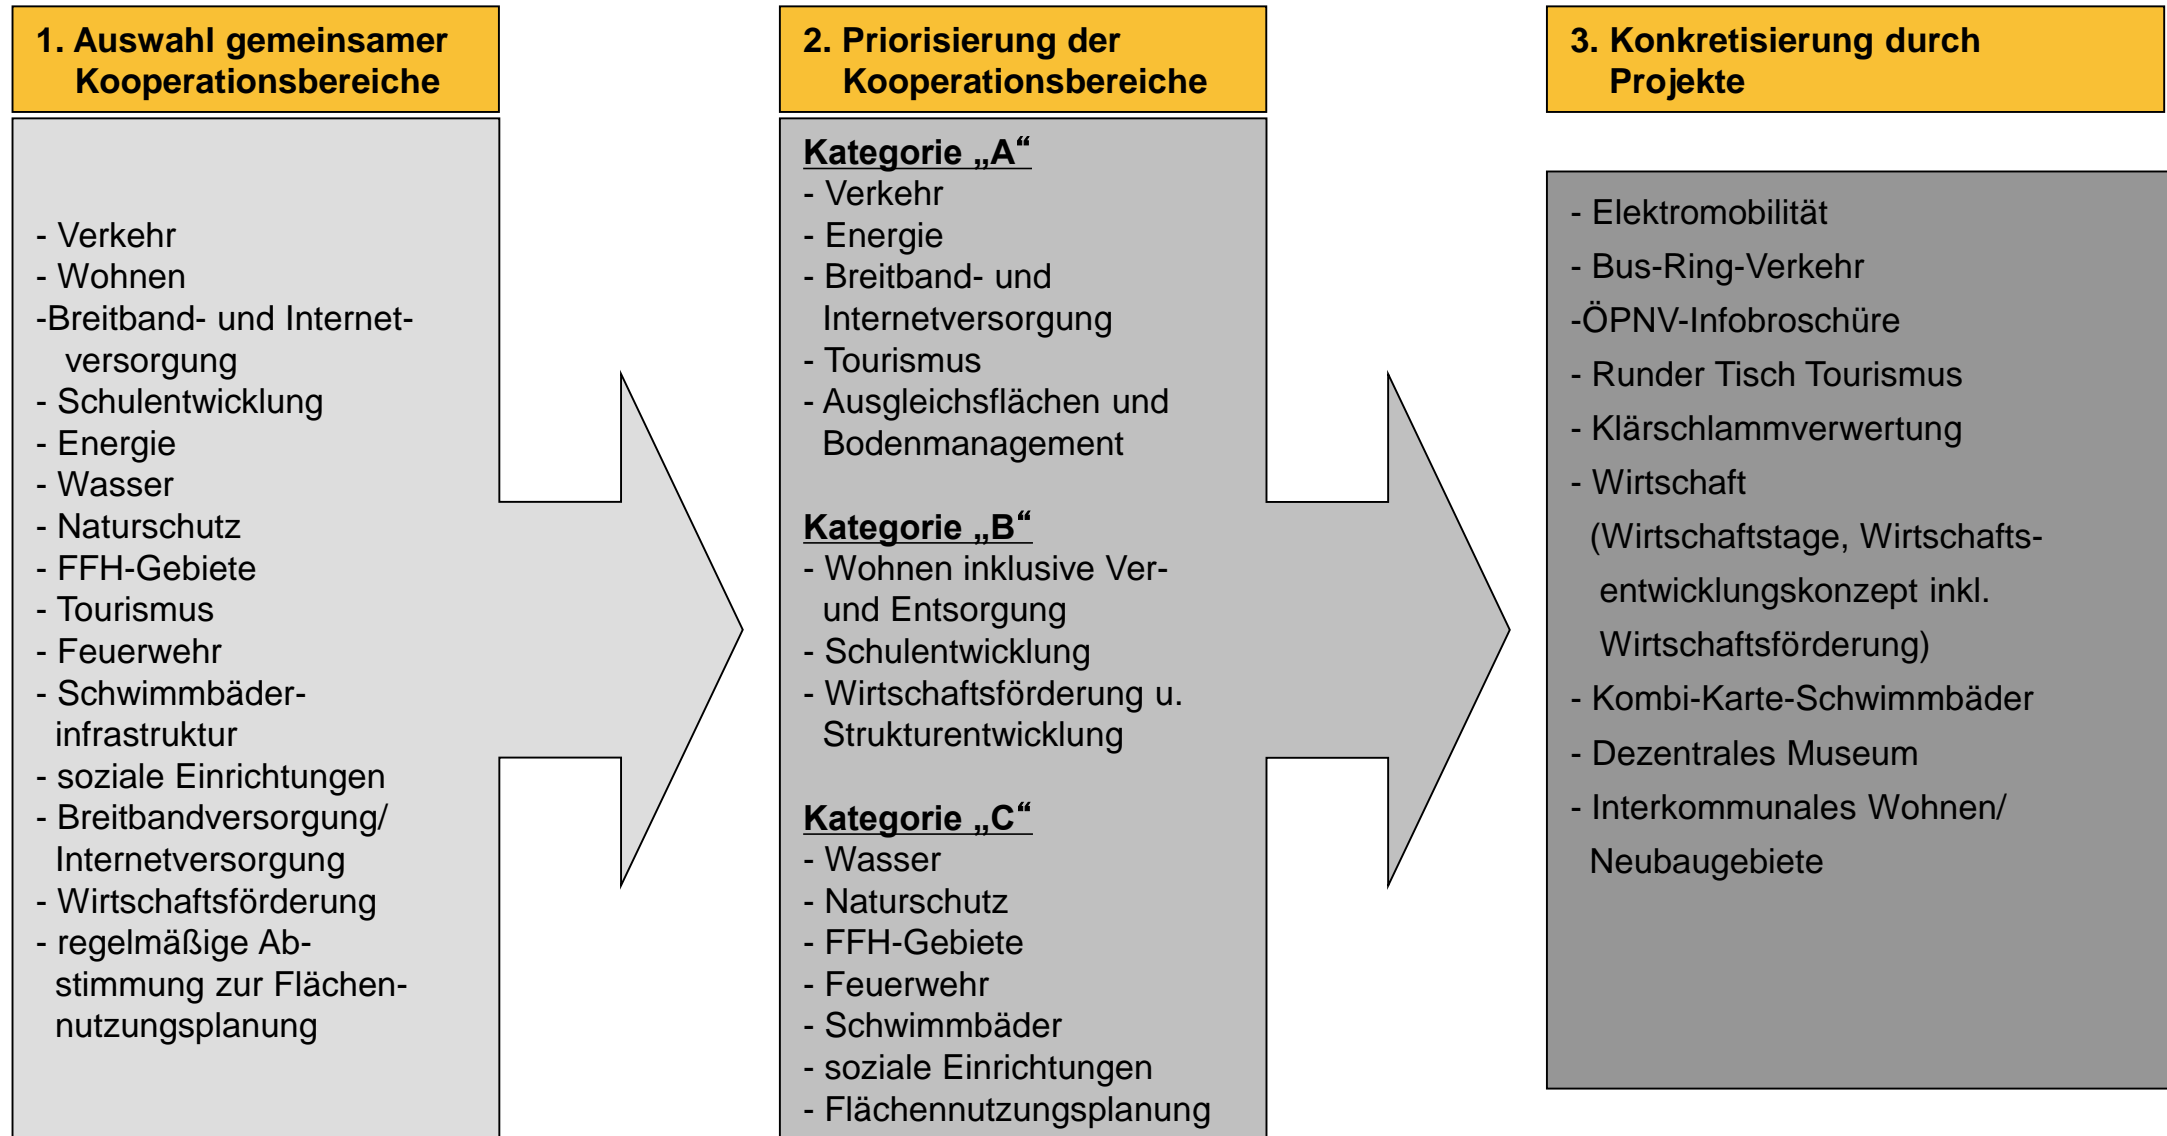 1. Auswahl gemeinsamer
Kooperationsbereiche
- Verkehr
- Wohnen
-Breitband- und Internet-
versorgung
- Schulentwicklung
- Energie
- Wasser
- Naturschutz
- FFH-Gebiete
- Tourismus
- Feuerwehr
- Schwimmbäder-
infrastruktur
- soziale Einrichtungen
- Breitbandversorgung/
Internetversorgung
- Wirtschaftsförderung
- regelmäßige Ab-
stimmung zur Flächen-
nutzungsplanung
2. Priorisierung der
Kooperationsbereiche
Kategorie „A“
- Verkehr
- Energie
- Breitband- und
Internetversorgung
- Tourismus
- Ausgleichsflächen und
Bodenmanagement
Kategorie „B“
- Wohnen inklusive Ver-
und Entsorgung
- Schulentwicklung
- Wirtschaftsförderung u.
Strukturentwicklung
Kategorie „C“
- Wasser
- Naturschutz
- FFH-Gebiete
- Feuerwehr
- Schwimmbäder
- soziale Einrichtungen
- Flächennutzungsplanung
3. Konkretisierung durch
Projekte
- Elektromobilität
- Bus-Ring-Verkehr
-ÖPNV-Infobroschüre
- Runder Tisch Tourismus
- Klärschlammverwertung
- Wirtschaft
(Wirtschaftstage, Wirtschafts-
entwicklungskonzept inkl.
Wirtschaftsförderung)
- Kombi-Karte-Schwimmbäder
- Dezentrales Museum
- Interkommunales Wohnen/
Neubaugebiete